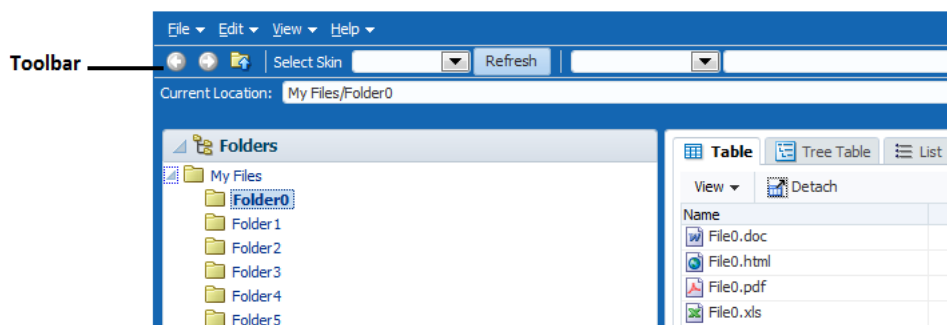 File Edit View Help
Toolbar Select Skin Refresh
Current Location: My Files/Folder0
Folders
Table Tree Table List
My Files
View Detach
Folder0
Name
Folder1
File0.doc
Folder2
File0.html
Folder3
File0.pdf
Folder4
File0.xls
Folder5